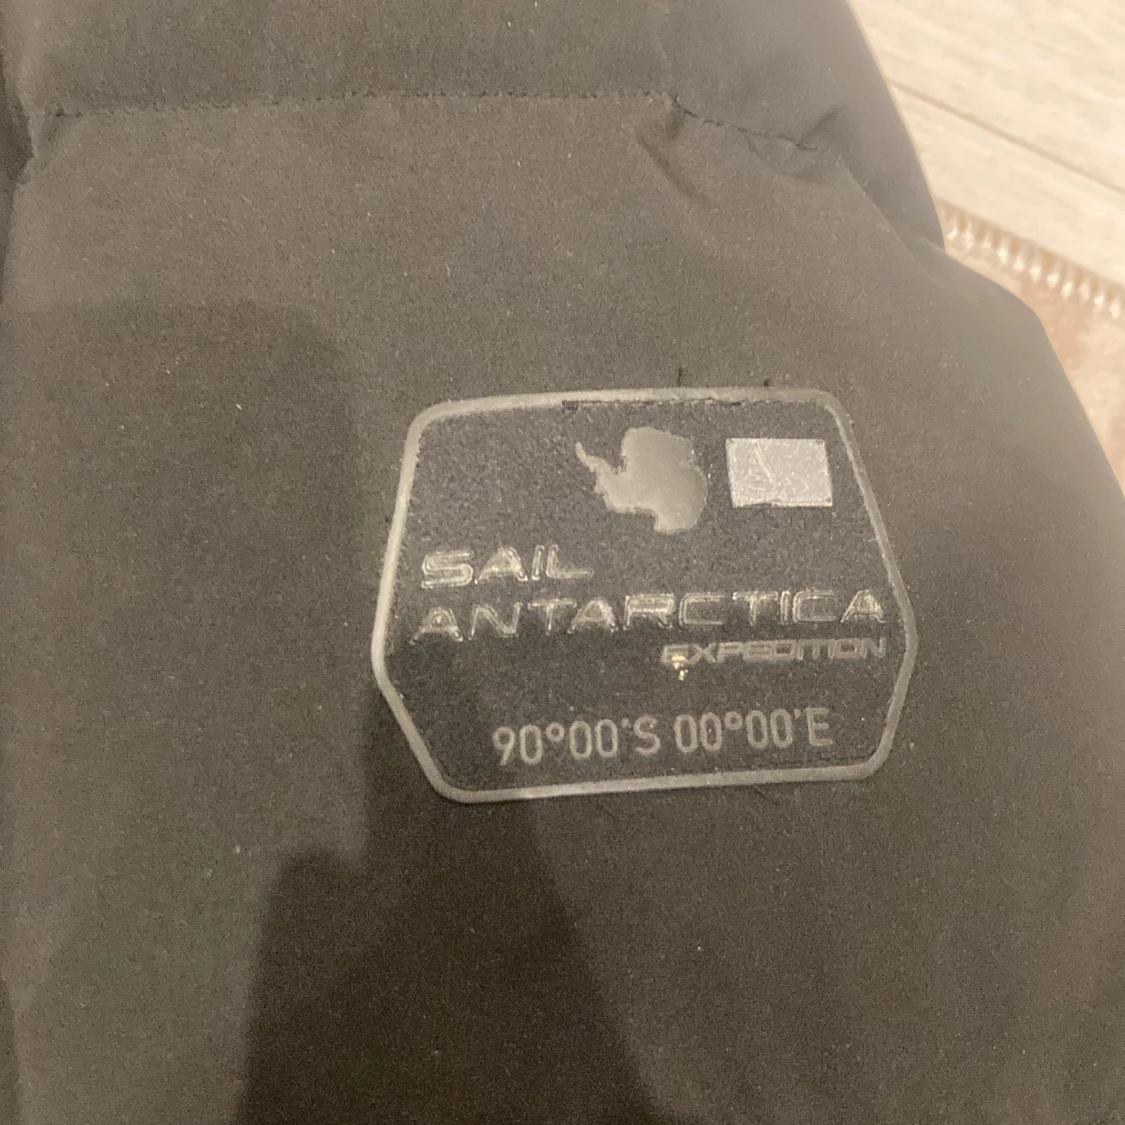 SAIL
ANTARCTICA
EXPEDITION
90°00'S 00°00'E